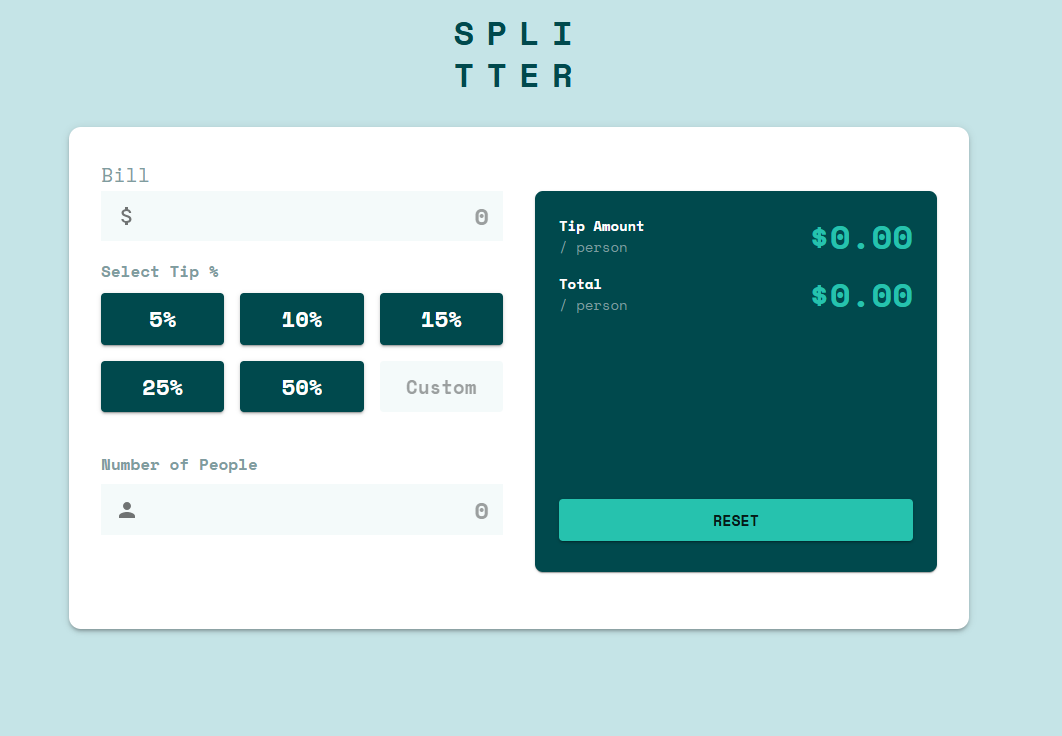 SPLI
TTER
Bill
$ 0
Select Tip %
5% 10% 15%
25% 50% Custom
Number of People
0
Tip Amount
/ person
$0.00
Total
/ person
$0.00
RESET